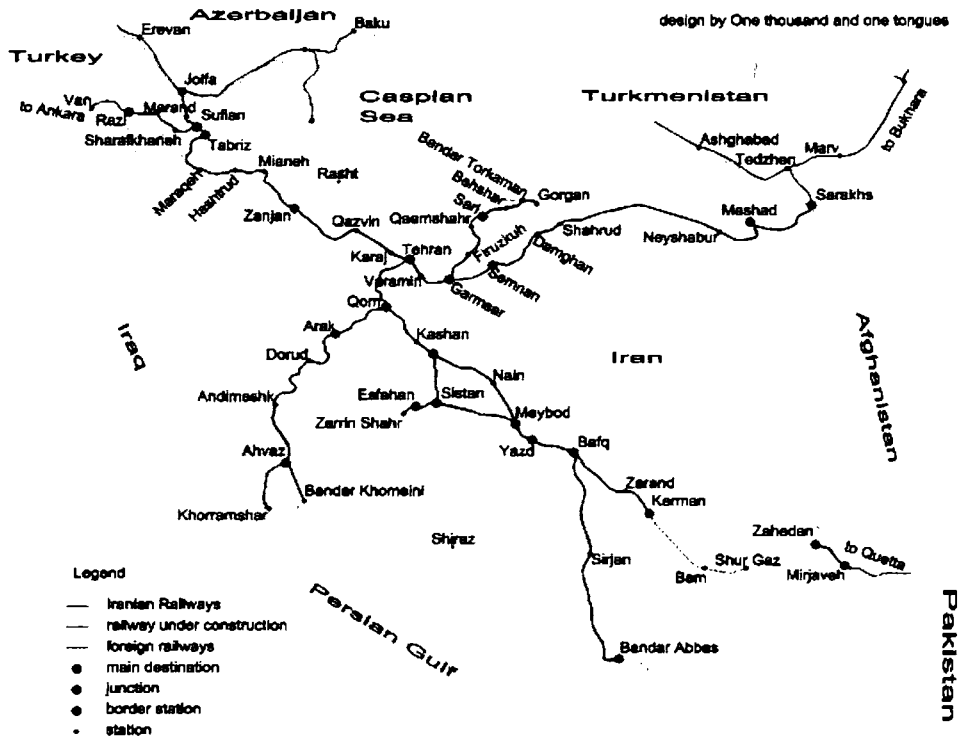 design by One thousand and one tongues
Azerbaijan
Erevan
Baku
Turkey
Jolfa
Caspian
Sea
Turkmenistan
to Bukhara
Van
to Ankara
Razi
Marand
Sufian
Sharafkhaneh
Tabriz
Ashghabad
Tedzhen
Marv
Maraqeh
Hashtrud
Mianeh
Rasht
Bandar Torkaman
Bahshar
Sari
Gorgan
Qaemshahr
Sarakhs
Mashad
Zanjan
Qazvin
Firuzkuh
Shahrud
Damghan
Neyshabur
Karaj
Tehran
Varamin
Garmsar
Semnan
Qom
Iraq
Arak
Kashan
Dorud
Iran
Afghanistan
Nain
Andimeshk
Esfahan
Sistan
Zarrin Shahr
Meybod
Yazd
Bafq
Ahvaz
Bandar Khomeini
Khorramshar
Zarand
Kerman
Shiraz
Zahedan
to Quetta
Sirjan
Bam
Shur Gaz
Mirjaveh
Persian Gulf
Bandar Abbas
Pakistan
Legend
Iranian Railways
railway under construction
foreign railways
main destination
junction
border station
station